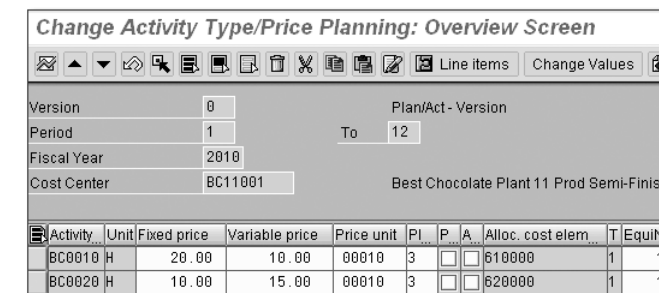 Change Activity Type/Price Planning: Overview Screen
Line items Change Values
Version 0 Plan/Act - Version
Period 1 To 12
Fiscal Year 2010
Cost Center BC11001 Best Chocolate Plant 11 Prod Semi-Finis
Activity... Unit Fixed price Variable price Price unit Pl... P... A... Alloc. cost elem... T EquiN
BC0010 H 20.00 10.00 00010 3 610000 1 1
BC0020 H 10.00 15.00 00010 3 620000 1 1